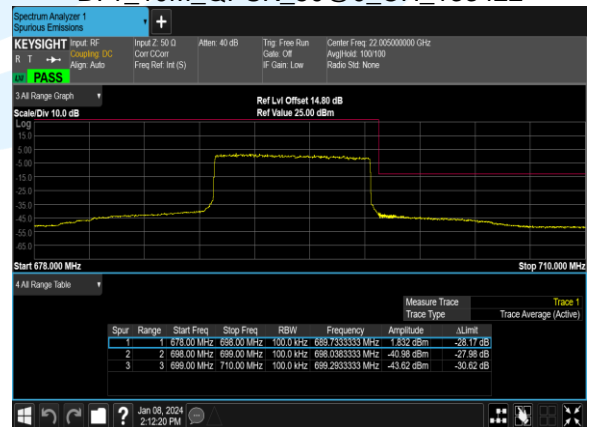 Spectrum Analyzer 1
Spurious Emissions
KEYSIGHT Input: RF
R T Coupling: DC
Align: Auto
Input Z: 50 Ω
Corr CCorr
Freq Ref: Int (S)
Atten: 40 dB
Trig: Free Run
Gate: Off
IF Gain: Low
Center Freq: 22.005000000 GHz
Avg|Hold: 100/100
Radio Std: None
LV PASS
3 All Range Graph
Scale/Div 10.0 dB
Ref Lvl Offset 14.80 dB
Ref Value 25.00 dBm
Log
15.0
5.00
-5.00
-15.0
-25.0
-35.0
-45.0
-55.0
-65.0
Start 678.000 MHz Stop 710.000 MHz
4 All Range Table
Measure Trace Trace 1
Trace Type Trace Average (Active)
Spur Range Start Freq Stop Freq RBW Frequency Amplitude ΔLimit
1 1 678.00 MHz 698.00 MHz 100.0 kHz 689.7333333 MHz 1.832 dBm -28.17 dB
2 2 698.00 MHz 699.00 MHz 100.0 kHz 698.0383333 MHz -40.98 dBm -27.98 dB
3 3 699.00 MHz 710.00 MHz 100.0 kHz 699.2933333 MHz -43.62 dBm -30.62 dB
? Jan 08, 2024
2:12:20 PM